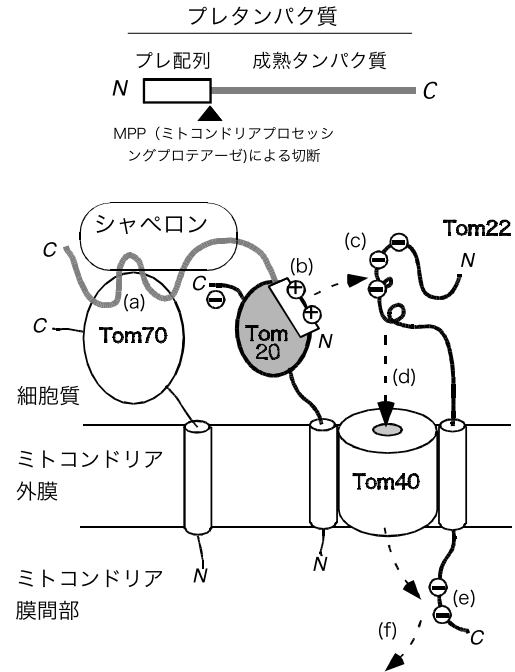 プレタンパク質
プレ配列 成熟タンパク質
N C
MPP（ミトコンドリアプロセッシ
ングプロテアーゼ)による切断
シャペロン
C
(a)
Tom70
C
C
(b)
Tom
20
N
(c)
Tom22
N
(d)
細胞質
ミトコンドリア
外膜
Tom40
ミトコンドリア
膜間部
N
N
(e)
C
(f)